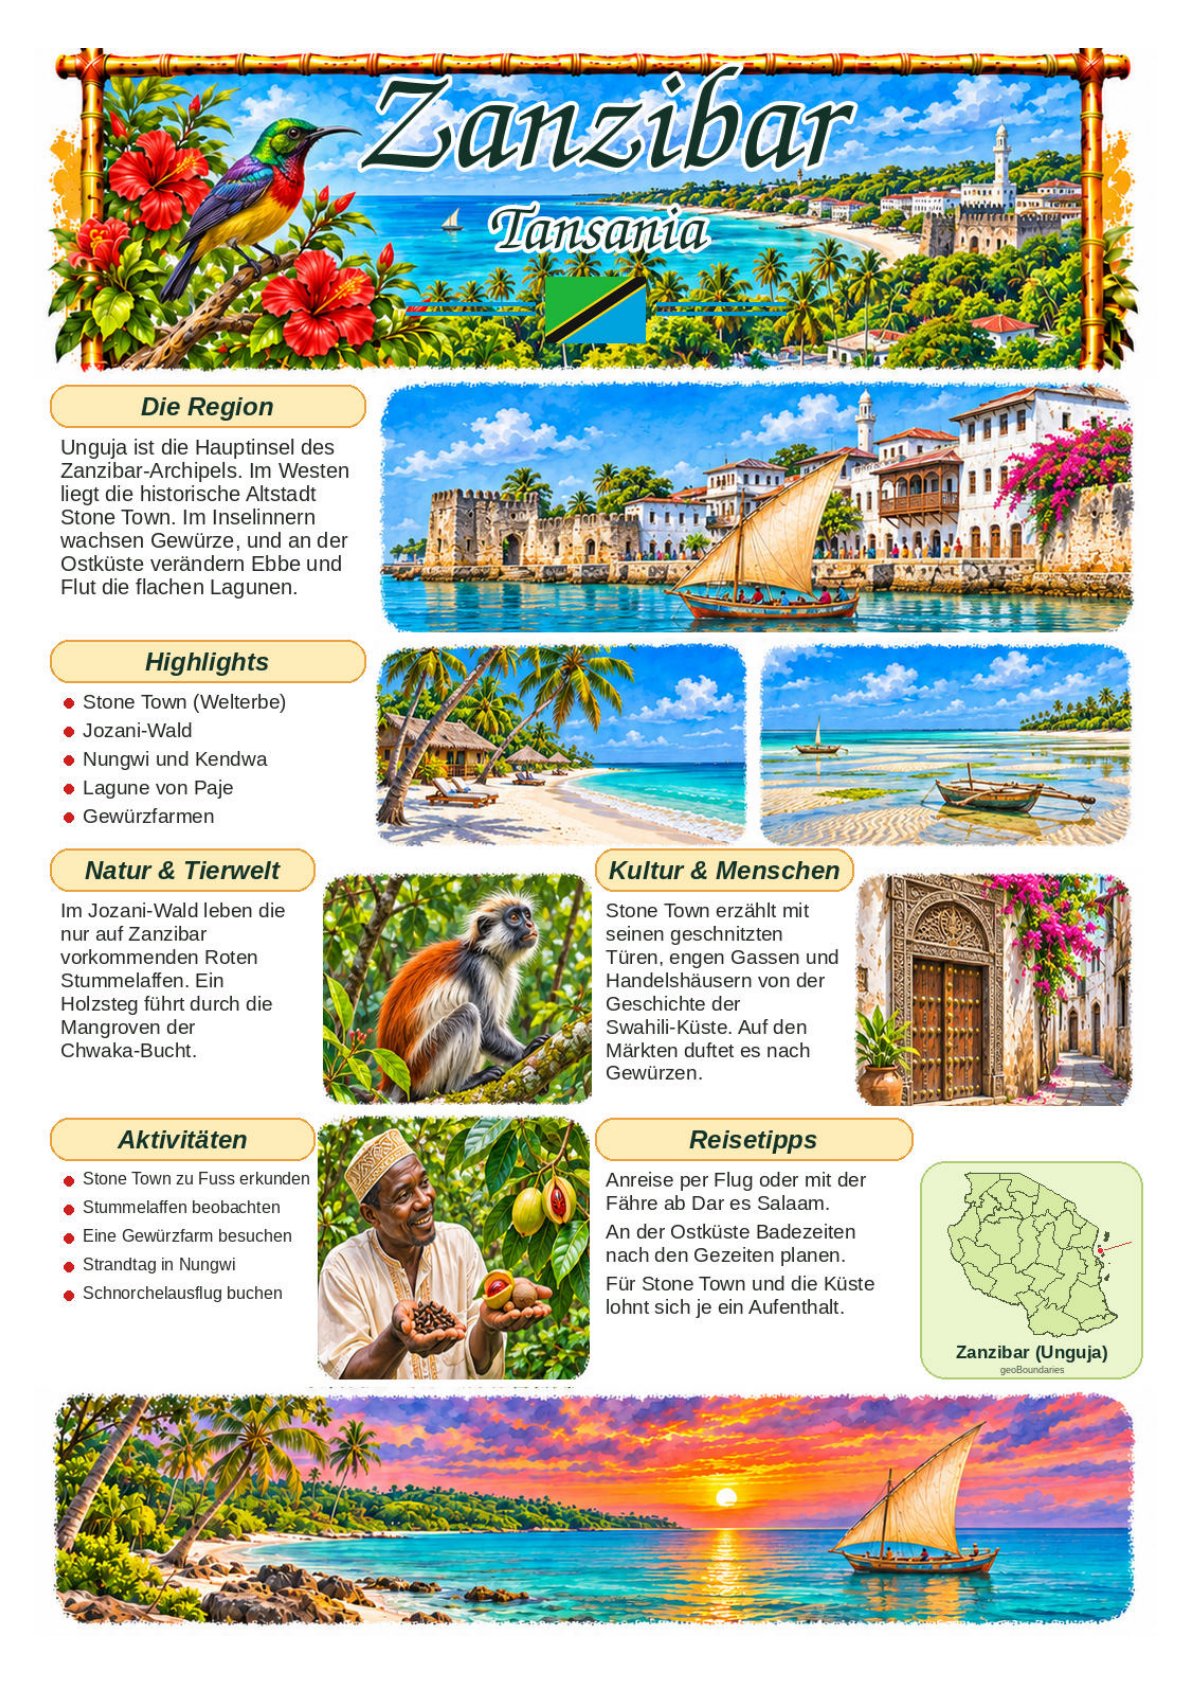 Zanzibar
Tansania
Die Region
Unguja ist die Hauptinsel des
Zanzibar-Archipels. Im Westen
liegt die historische Altstadt
Stone Town. Im Inselinnern
wachsen Gewürze, und an der
Ostküste verändern Ebbe und
Flut die flachen Lagunen.
Highlights
Stone Town (Welterbe)
Jozani-Wald
Nungwi und Kendwa
Lagune von Paje
Gewürzfarmen
Natur & Tierwelt
Im Jozani-Wald leben die
nur auf Zanzibar
vorkommenden Roten
Stummelaffen. Ein
Holzsteg führt durch die
Mangroven der
Chwaka-Bucht.
Kultur & Menschen
Stone Town erzählt mit
seinen geschnitzten
Türen, engen Gassen und
Handelshäusern von der
Geschichte der
Swahili-Küste. Auf den
Märkten duftet es nach
Gewürzen.
Aktivitäten
Stone Town zu Fuss erkunden
Stummelaffen beobachten
Eine Gewürzfarm besuchen
Strandtag in Nungwi
Schnorchelausflug buchen
Reisetipps
Anreise per Flug oder mit der
Fähre ab Dar es Salaam.
An der Ostküste Badezeiten
nach den Gezeiten planen.
Für Stone Town und die Küste
lohnt sich je ein Aufenthalt.
Zanzibar (Unguja)
geoBoundaries